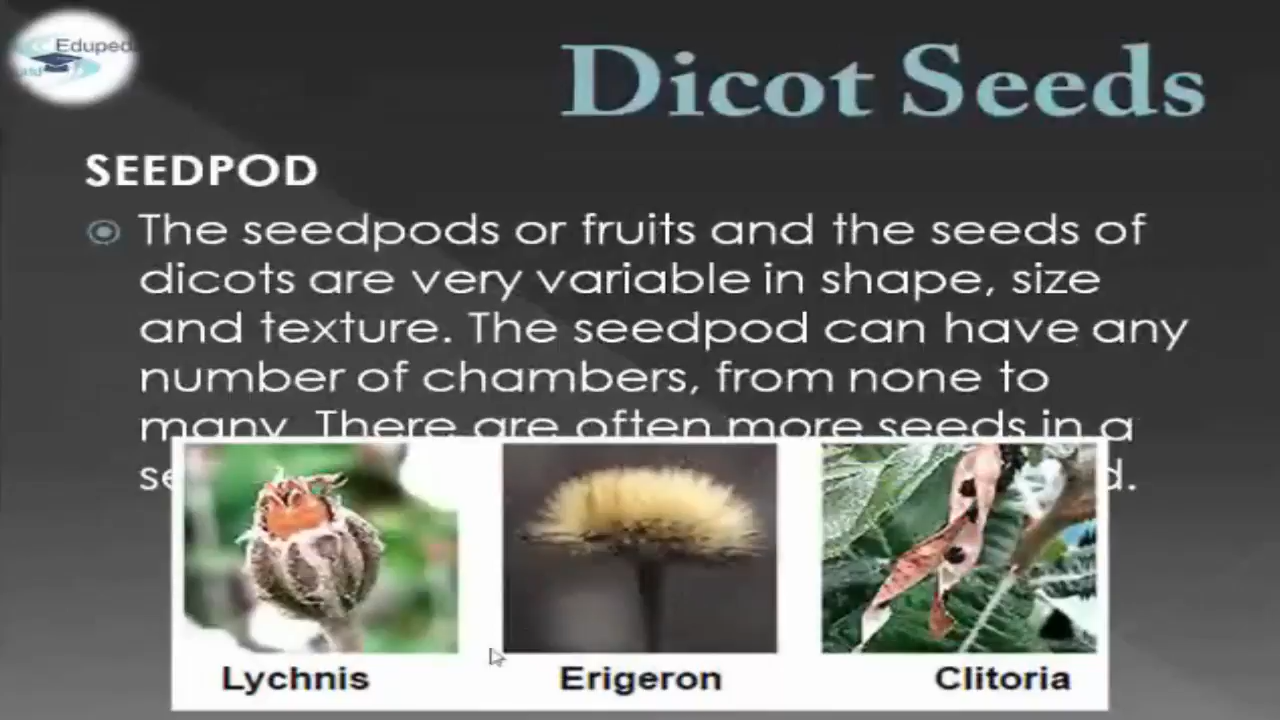 Eduped
Dicot Seeds
SEEDPOD
The seedpods or fruits and the seeds of
dicots are very variable in shape, size
and texture. The seedpod can have any
number of chambers, from none to
many. There are often more seeds in a
Lychnis
Erigeron
Clitoria